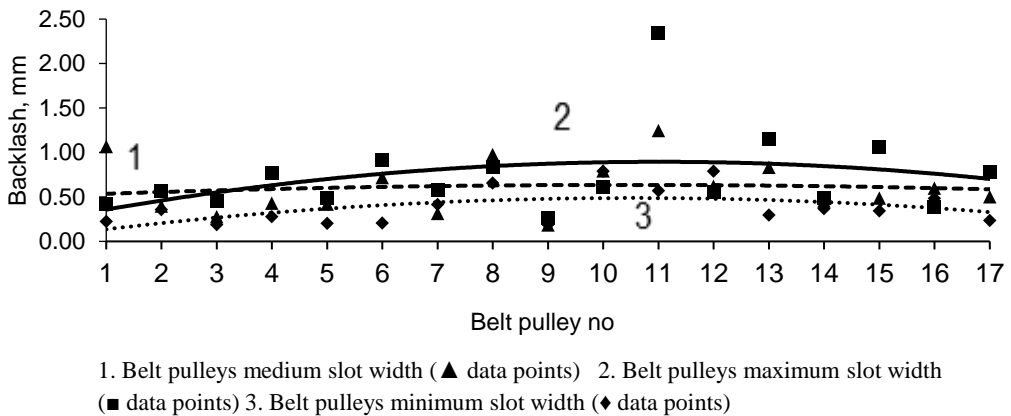 2.50
2.00
1.50
1.00
0.50
0.00
Backlash, mm
1
2
3
1 2 3 4 5 6 7 8 9 10 11 12 13 14 15 16 17
Belt pulley no
1. Belt pulleys medium slot width (▲ data points) 2. Belt pulleys maximum slot width
(■ data points) 3. Belt pulleys minimum slot width (♦ data points)